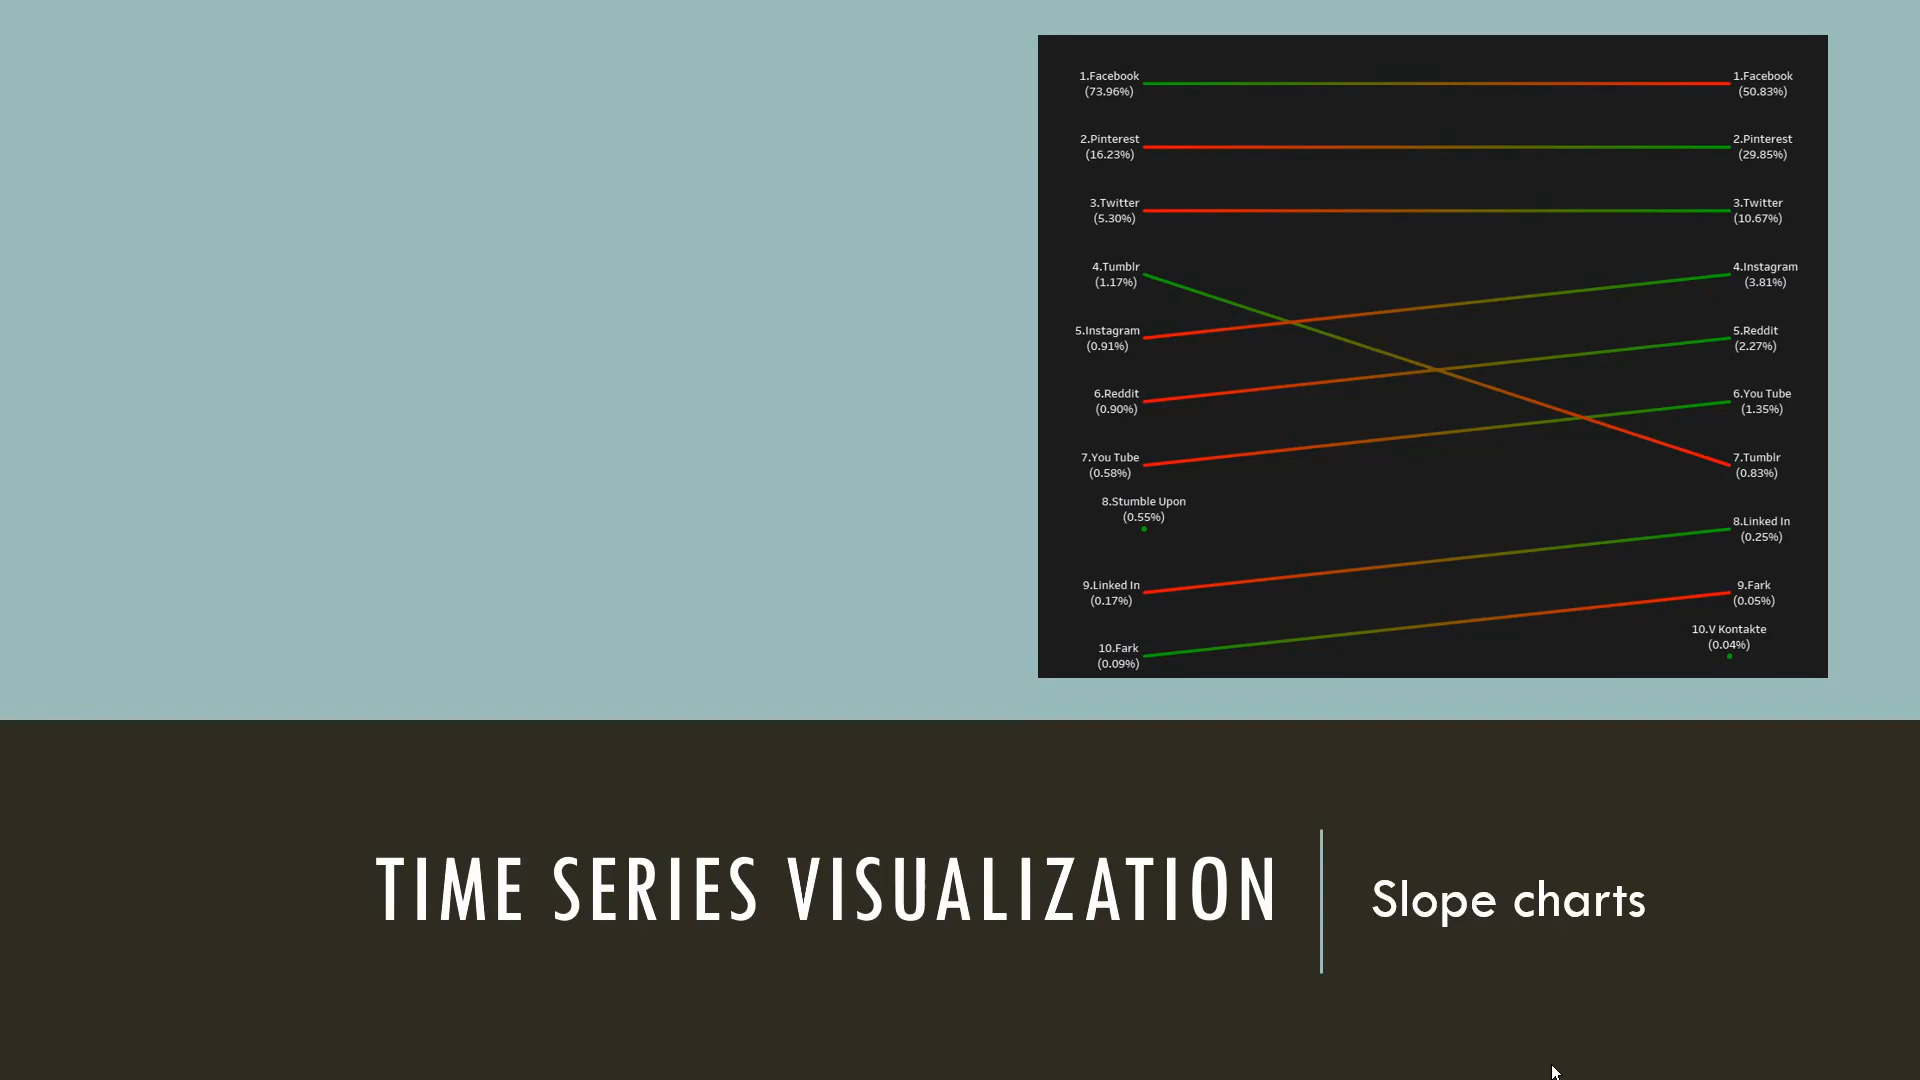 1.Facebook
(73.96%)
1.Facebook
(50.83%)
2.Pinterest
(16.23%)
2.Pinterest
(29.85%)
3.Twitter
(5.30%)
3.Twitter
(10.67%)
4.Tumblr
(1.17%)
4.Instagram
(3.81%)
5.Instagram
(0.91%)
5.Reddit
(2.27%)
6.Reddit
(0.90%)
6.You Tube
(1.35%)
7.You Tube
(0.58%)
7.Tumblr
(0.83%)
8.Stumble Upon
(0.55%)
8.Linked In
(0.25%)
9.Linked In
(0.17%)
9.Fark
(0.05%)
10.Fark
(0.09%)
10.V Kontakte
(0.04%)
TIME SERIES VISUALIZATION
Slope charts